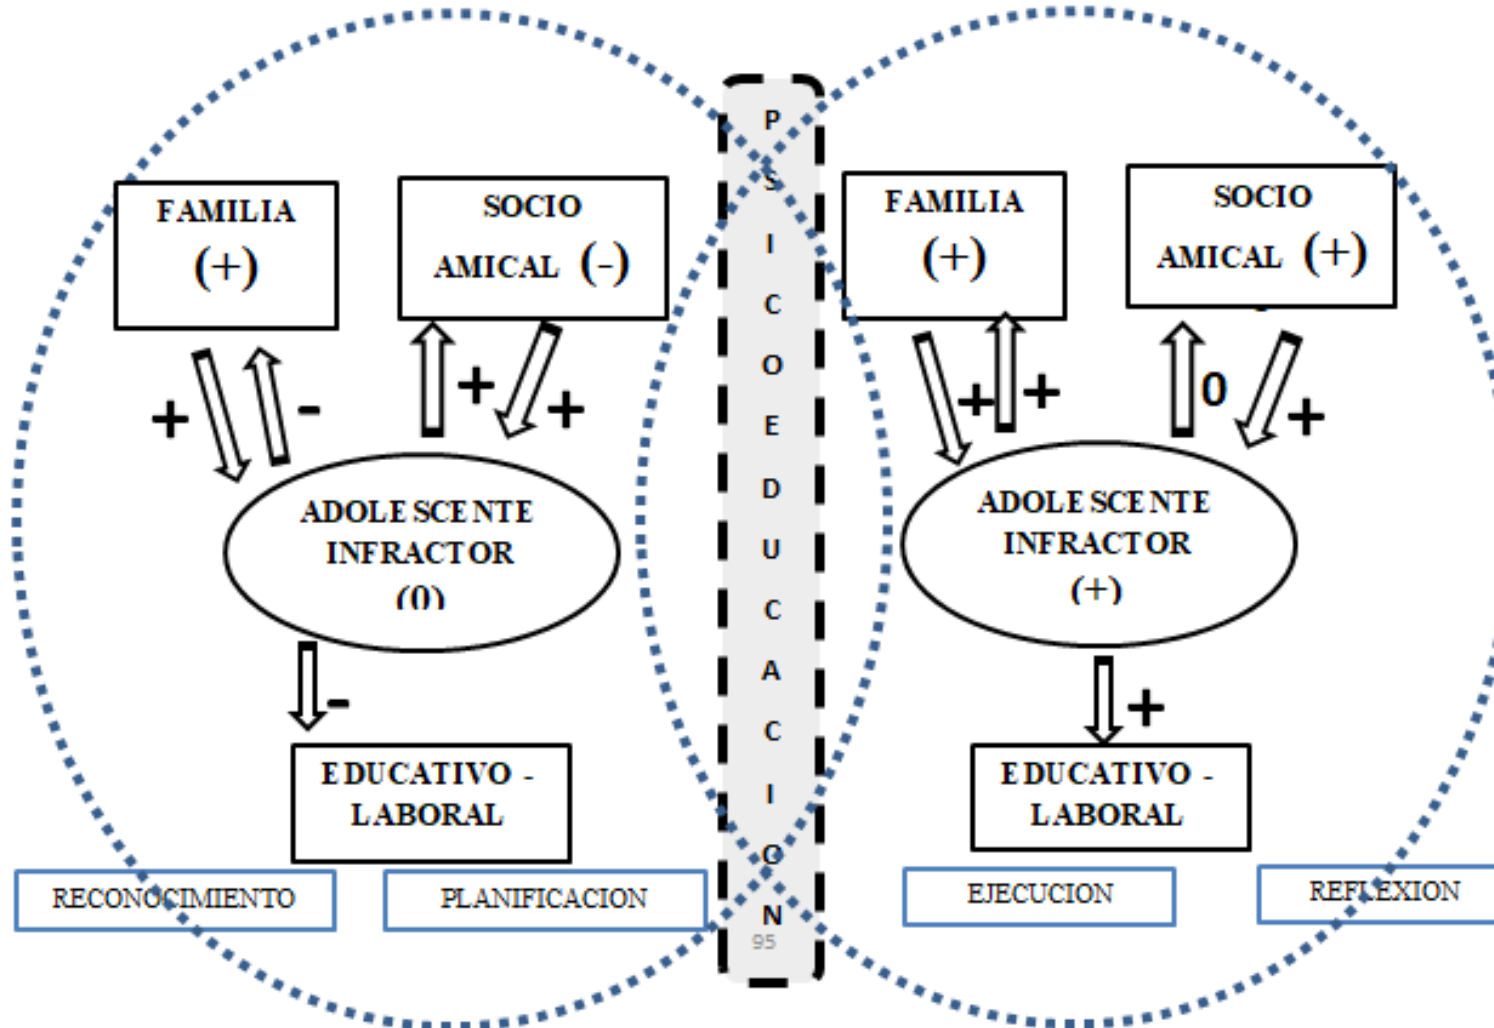 FAMILIA
(+)
SOCIO
AMICAL (-)
+
-
+
+
ADOLESCENTE
INFRACTOR
(0)
-
EDUCATIVO -
LABORAL
RECONOCIMIENTO
PLANIFICACION
P
S
I
C
O
E
D
U
C
A
C
I
O
N
95
FAMILIA
(+)
SOCIO
AMICAL (+)
+
+
0
+
ADOLESCENTE
INFRACTOR
(+)
+
EDUCATIVO -
LABORAL
EJECUCION
REFLEXION